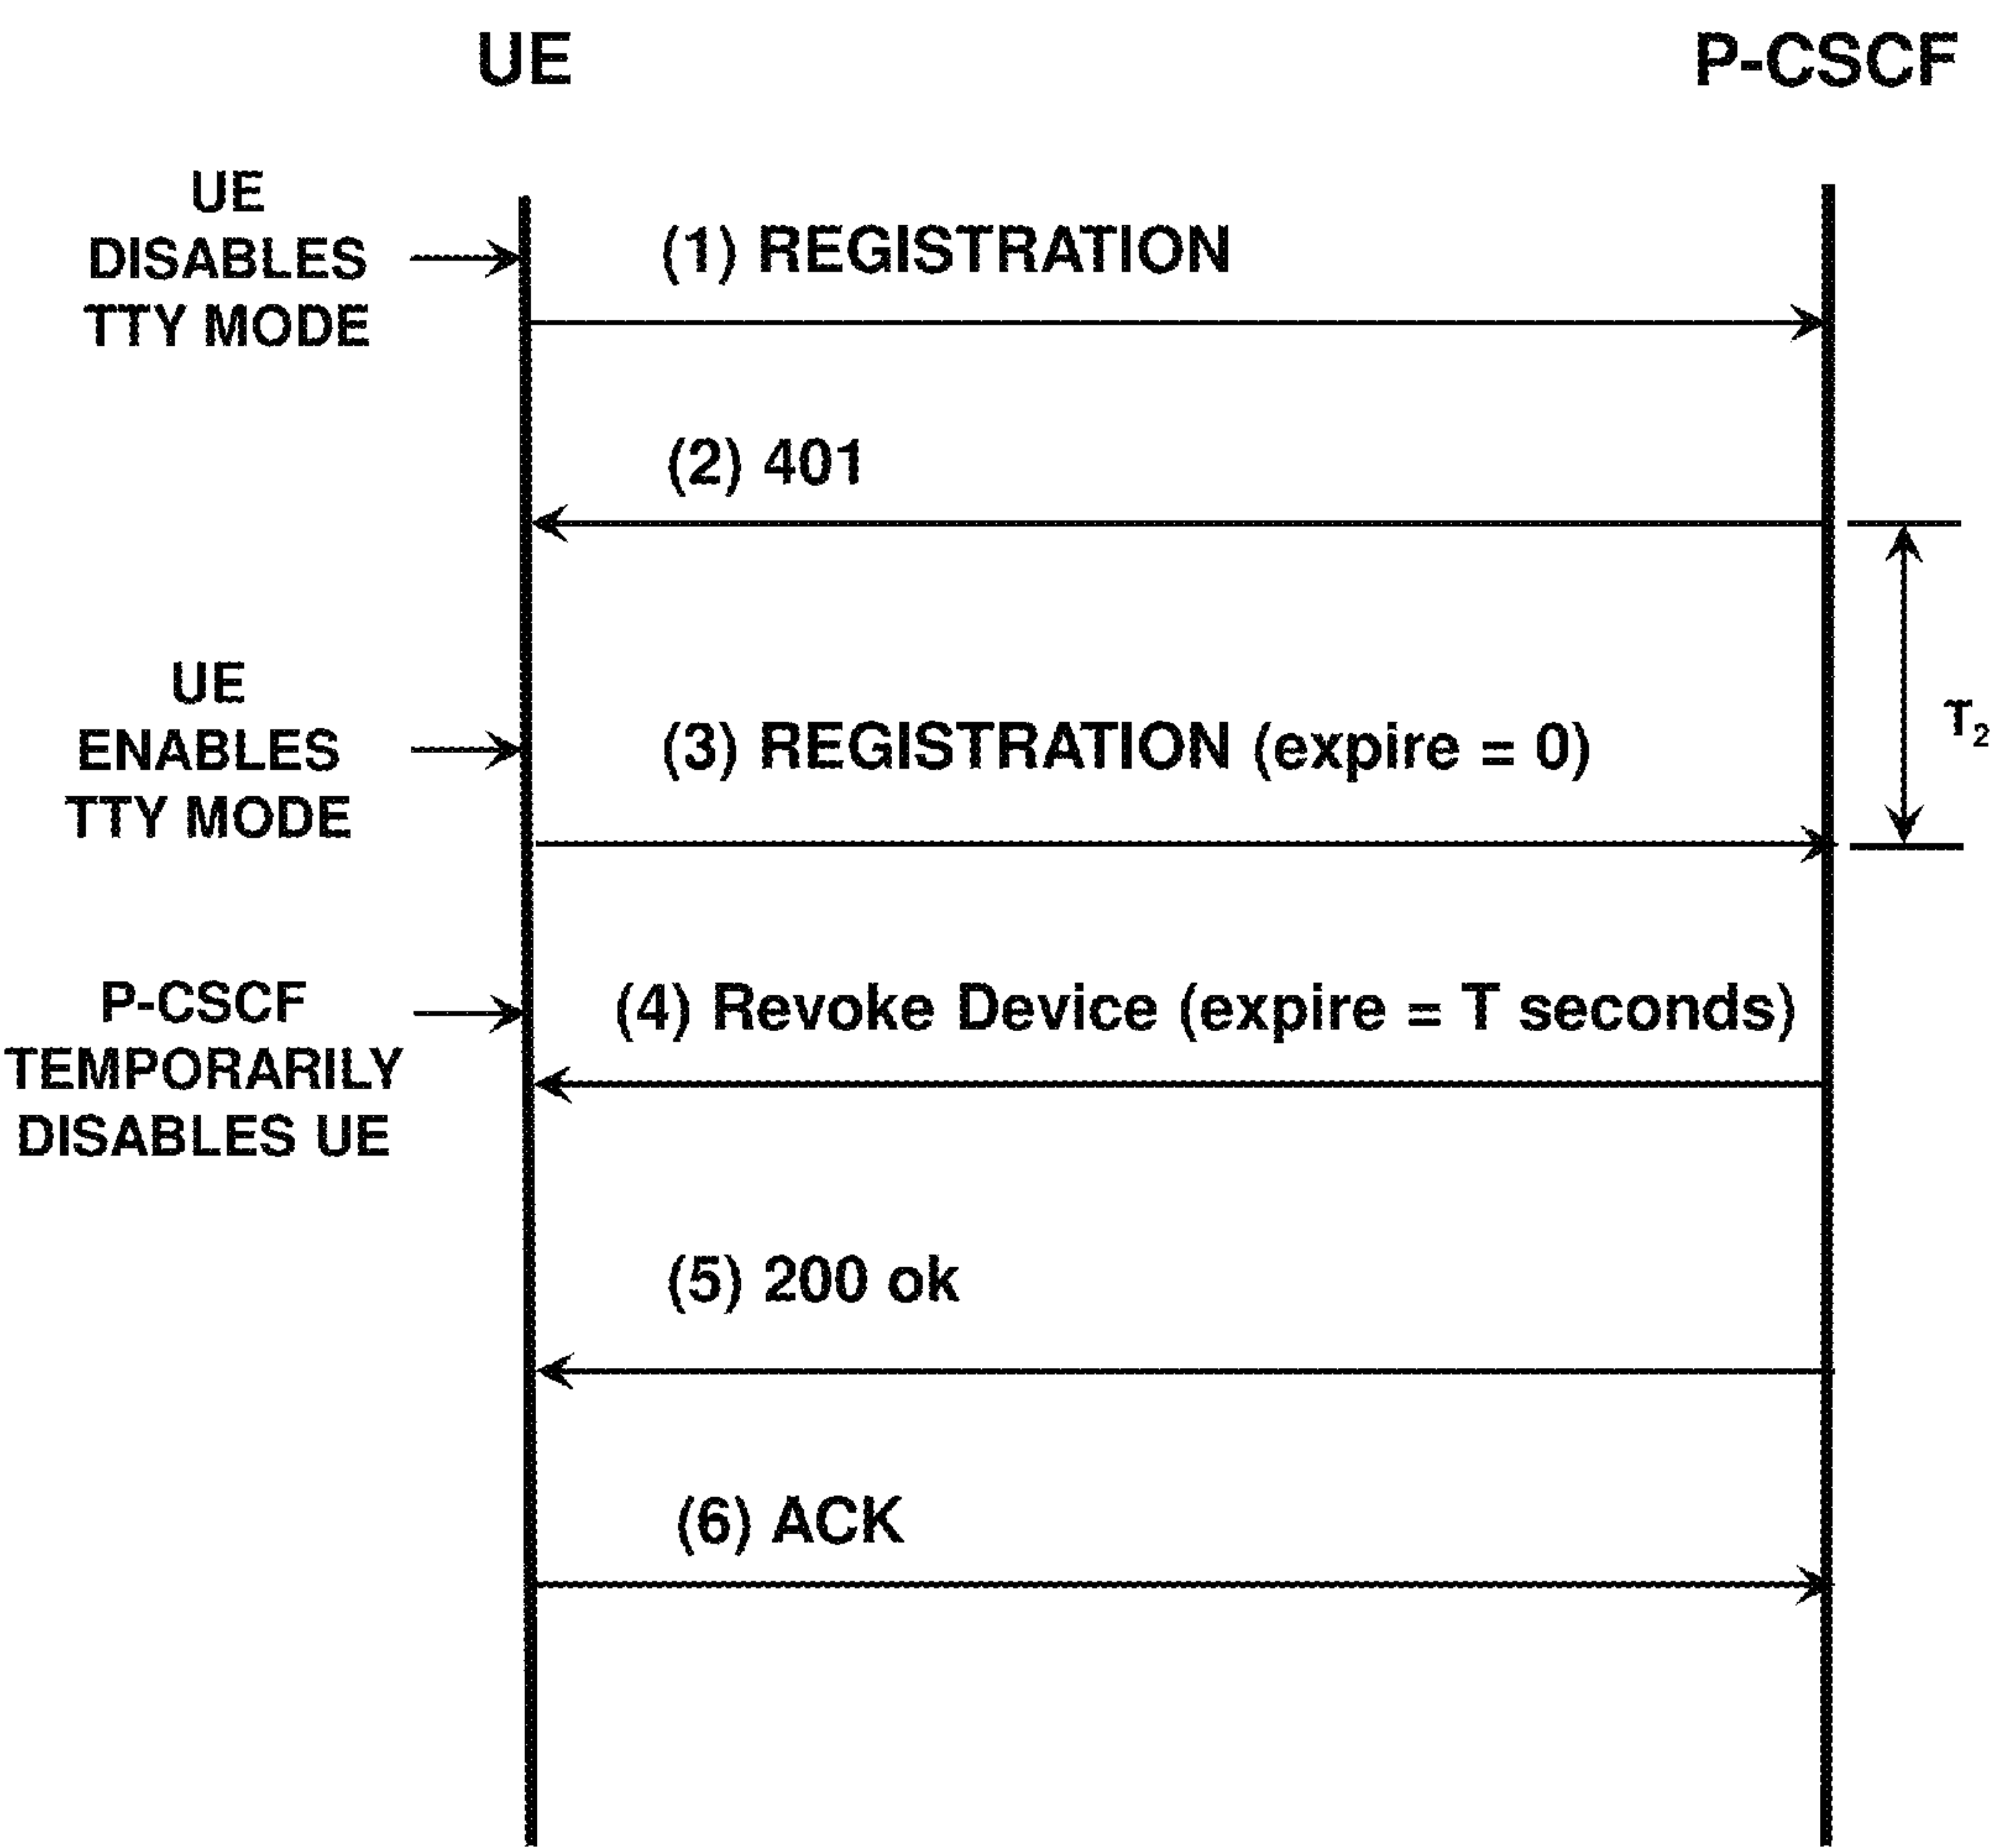 UE
P-CSCF
UE
DISABLES
TTY MODE
(1) REGISTRATION
(2) 401
UE
ENABLES
TTY MODE
(3) REGISTRATION (expire = 0)
T2
P-CSCF
TEMPORARILY
DISABLES UE
(4) Revoke Device (expire = T seconds)
(5) 200 ok
(6) ACK